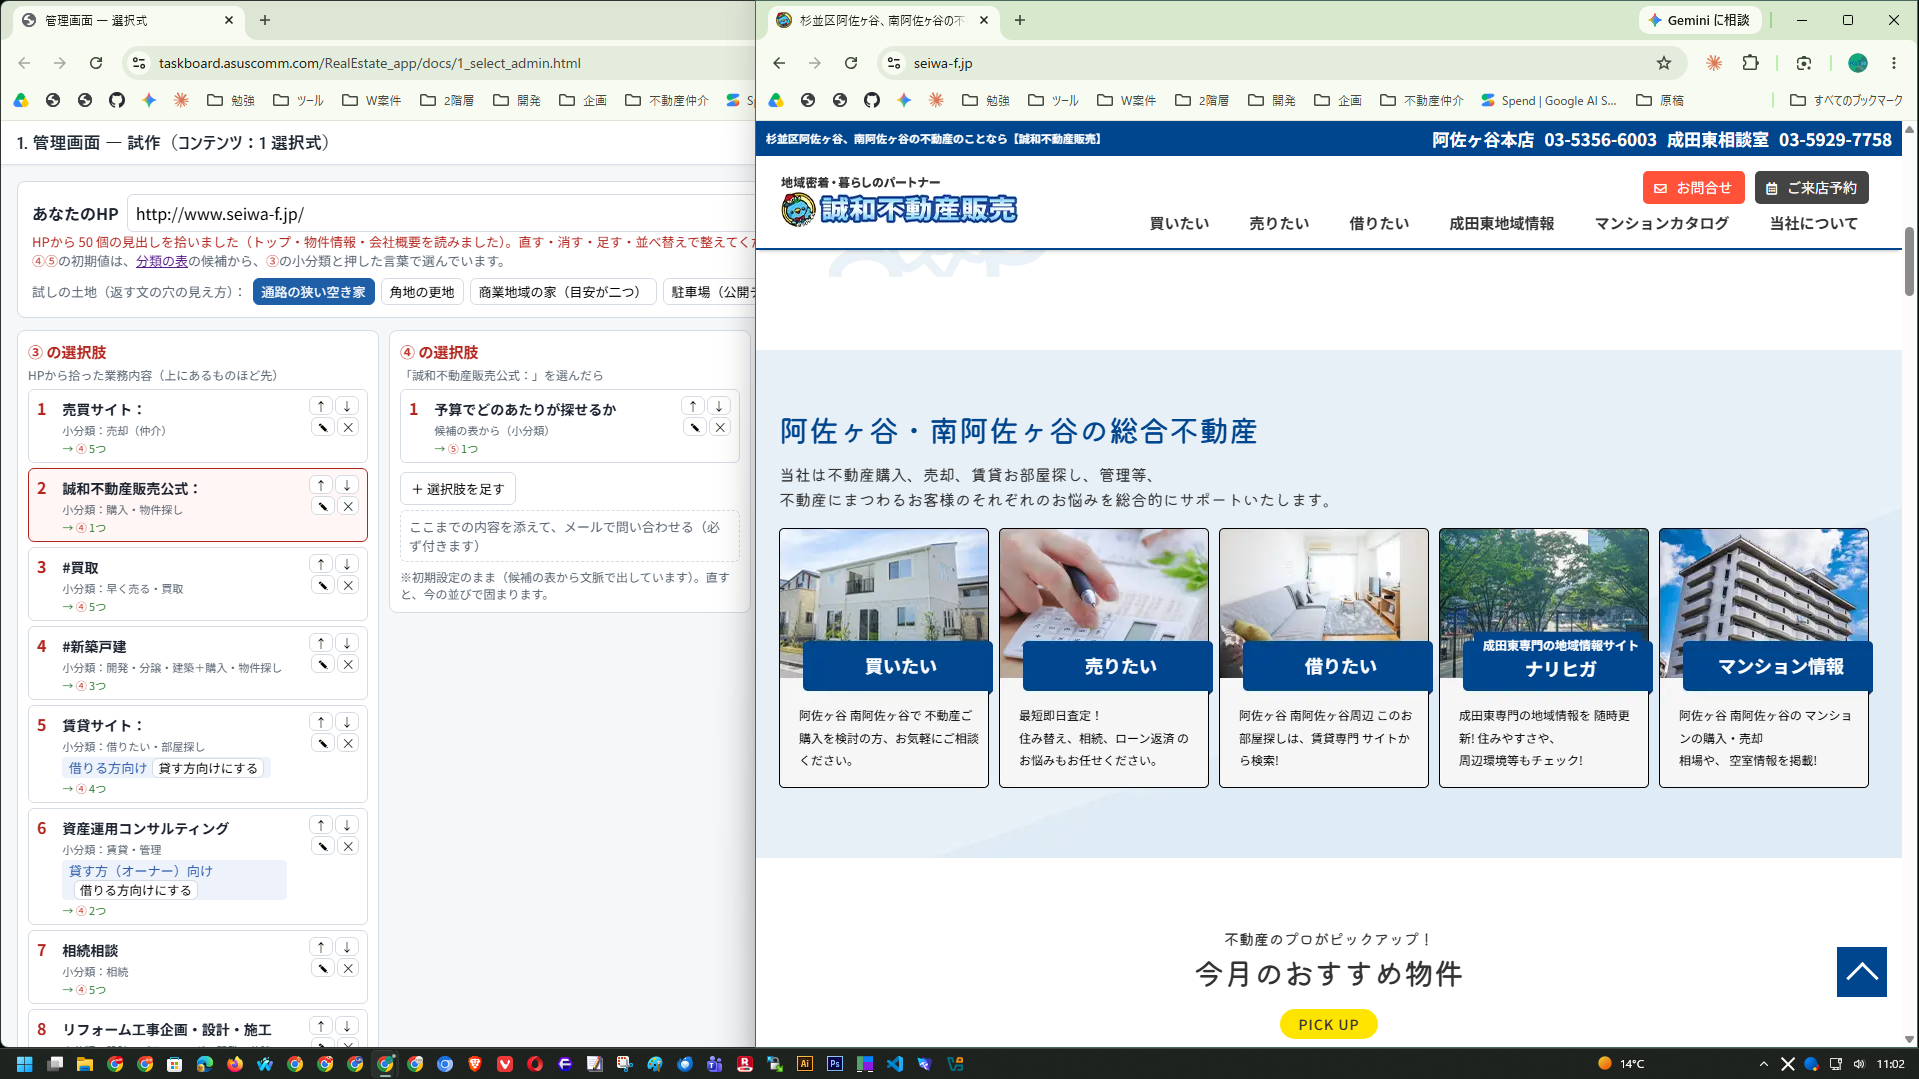 管理画面 — 選択式
taskboard.asuscomm.com/RealEstate_app/docs/1_select_admin.html
勉強
ツール
W案件
2階層
開発
企画
不動産仲介
1. 管理画面 — 試作（コンテンツ：1 選択式）
あなたのHP
http://www.seiwa-f.jp/
HPから 50 個の見出しを拾いました（トップ・物件情報・会社概要を読みました）。直す・消す・足す・並べ替えで整えてくだ
④⑤の初期値は、分類の表の候補から、③の小分類と押した言葉で選んでいます。
試しの土地（返す文の穴の見え方）：
通路の狭い空き家
角地の更地
商業地域の家（目安が二つ）
駐車場（公開デ
③ の選択肢
HPから拾った業務内容（上にあるものほど先）
1 売買サイト：
小分類：売却（仲介）
→ ④ 5つ
2 誠和不動産販売公式：
小分類：購入・物件探し
→ ④ 1つ
3 #買取
小分類：早く売る・買取
→ ④ 5つ
4 #新築戸建
小分類：開発・分譲・建築＋購入・物件探し
→ ④ 3つ
5 賃貸サイト：
小分類：借りたい・部屋探し
借りる方向け 貸す方向けにする
→ ④ 4つ
6 資産運用コンサルティング
小分類：賃貸・管理
貸す方（オーナー）向け
借りる方向けにする
→ ④ 2つ
7 相続相談
小分類：相続
→ ④ 5つ
8 リフォーム工事企画・設計・施工
④ の選択肢
「誠和不動産販売公式：」を選んだら
1 予算でどのあたりが探せるか
候補の表から（小分類）
→ ⑤ 1つ
＋ 選択肢を足す
ここまでの内容を添えて、メールで問い合わせる（必
ず付きます）
※初期設定のまま（候補の表から文脈で出しています）。直す
と、今の並びで固まります。
杉並区阿佐ヶ谷、南阿佐ヶ谷の不
Gemini に相談
seiwa-f.jp
勉強
ツール
W案件
2階層
開発
企画
不動産仲介
Spend | Google AI S...
原稿
すべてのブックマーク
杉並区阿佐ヶ谷、南阿佐ヶ谷の不動産のことなら【誠和不動産販売】
阿佐ヶ谷本店 03-5356-6003 成田東相談室 03-5929-7758
地域密着・暮らしのパートナー
誠和不動産販売
お問合せ
ご来店予約
買いたい
売りたい
借りたい
成田東地域情報
マンションカタログ
当社について
阿佐ヶ谷・南阿佐ヶ谷の総合不動産
当社は不動産購入、売却、賃貸お部屋探し、管理等、
不動産にまつわるお客様のそれぞれのお悩みを総合的にサポートいたします。
買いたい
阿佐ヶ谷 南阿佐ヶ谷で 不動産ご
購入を検討の方、お気軽にご相談
ください。
売りたい
最短即日査定！
住み替え、相続、ローン返済 の
お悩みもお任せください。
借りたい
阿佐ヶ谷 南阿佐ヶ谷周辺 このお
部屋探しは、賃貸専門 サイトか
ら検索!
成田東専門の地域情報サイト
ナリヒガ
成田東専門の地域情報を 随時更
新! 住みやすさや、
周辺環境等もチェック!
マンション情報
阿佐ヶ谷 南阿佐ヶ谷の マンショ
ンの購入・売却
相場や、 空室情報を掲載!
不動産のプロがピックアップ！
今月のおすすめ物件
PICK UP
14°C
11:02